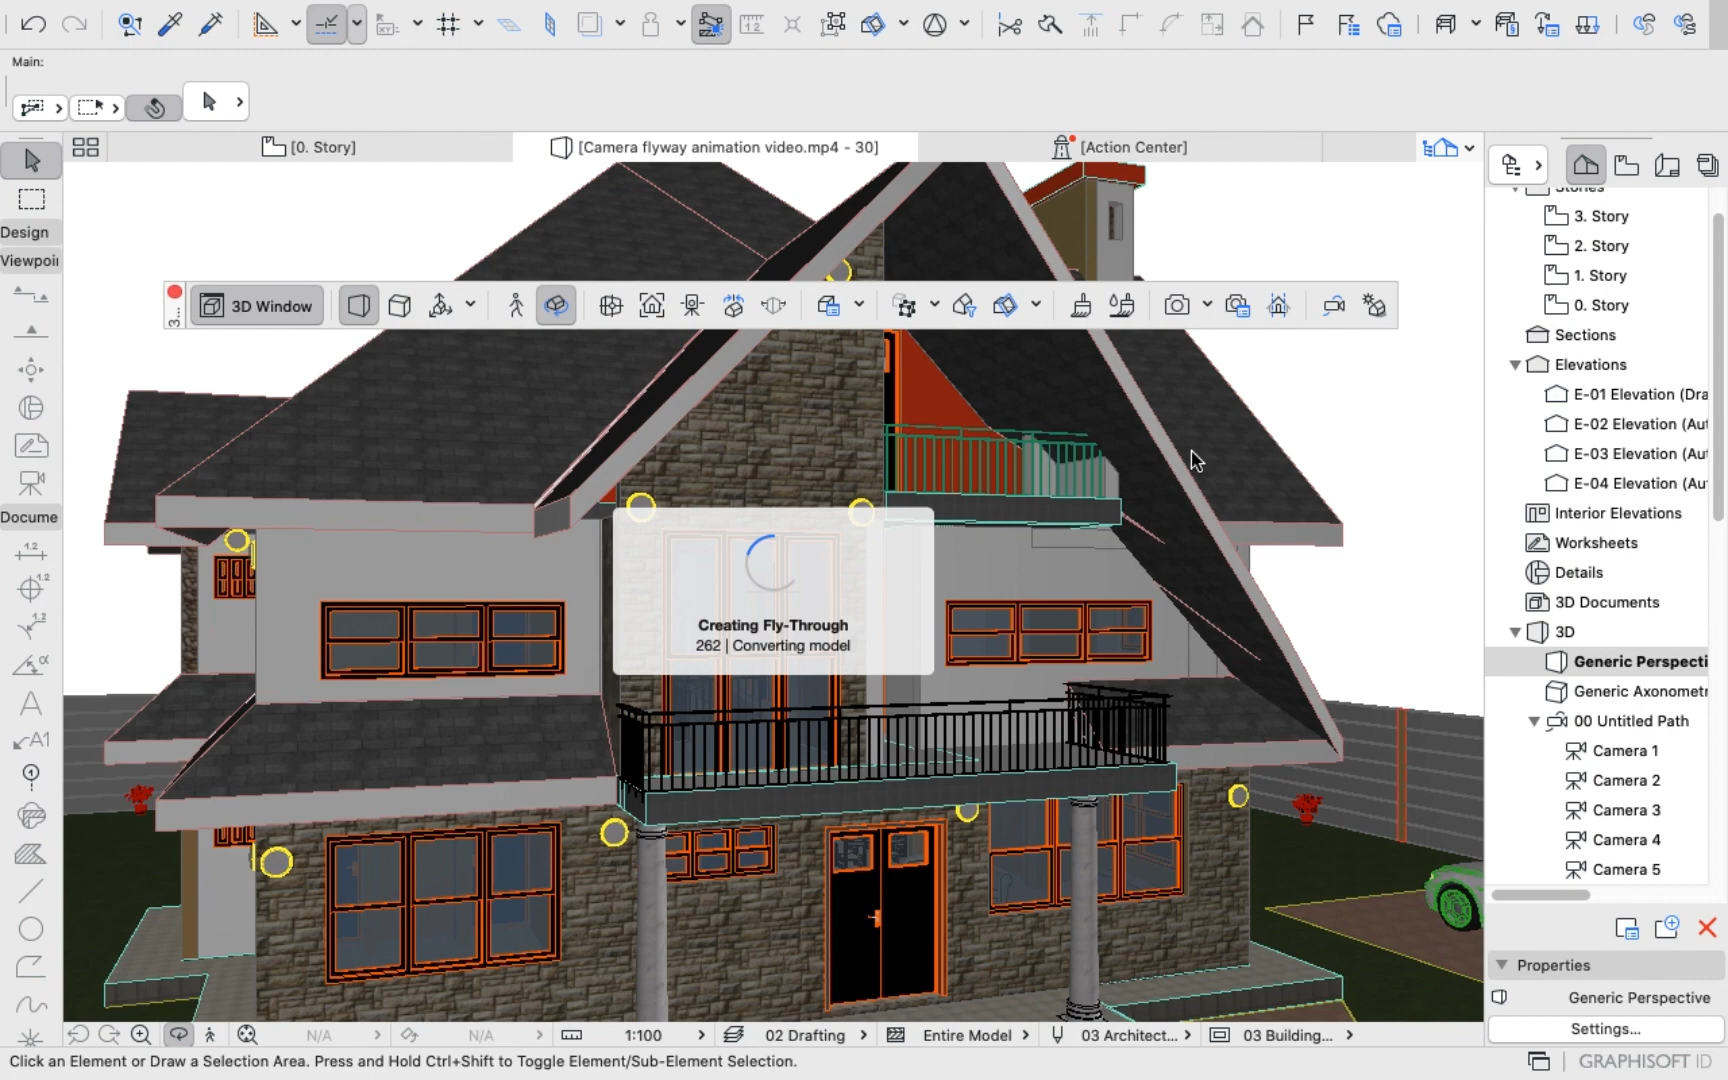 Main:
[0. Story]
[Camera flyway animation video.mp4 - 30]
[Action Center]
Design
Viewpoi
Docume
3...
3D Window
Stories
3. Story
2. Story
1. Story
0. Story
Sections
Elevations
E-01 Elevation (Dra
E-02 Elevation (Au
E-03 Elevation (Au
E-04 Elevation (Au
Interior Elevations
Worksheets
Details
3D Documents
3D
Generic Perspecti
Generic Axonometr
00 Untitled Path
Camera 1
Camera 2
Camera 3
Camera 4
Camera 5
Creating Fly-Through
262 | Converting model
Properties
Generic Perspective
Settings...
N/A
N/A
1:100
02 Drafting
Entire Model
03 Architect...
03 Building...
Click an Element or Draw a Selection Area. Press and Hold Ctrl+Shift to Toggle Element/Sub-Element Selection.
GRAPHISOFT ID